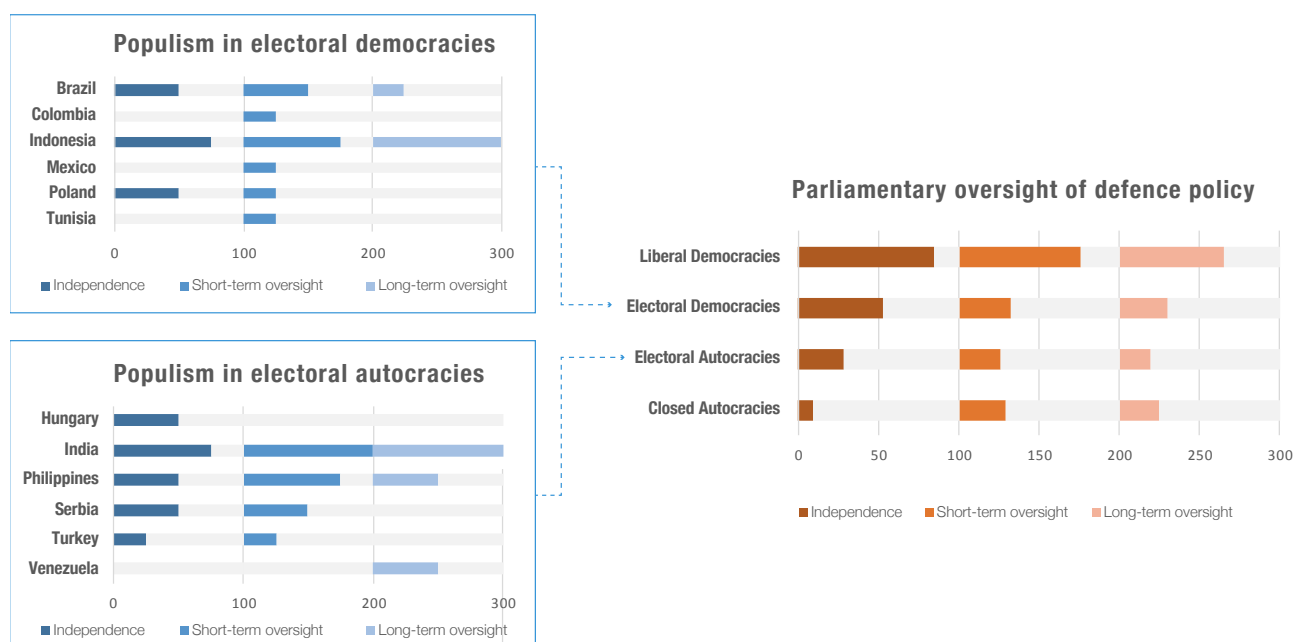 Populism in electoral democracies
Brazil
Colombia
Indonesia
Mexico
Poland
Tunisia
0 100 200 300
Independence Short-term oversight Long-term oversight
Populism in electoral autocracies
Hungary
India
Philippines
Serbia
Turkey
Venezuela
0 100 200 300
Independence Short-term oversight Long-term oversight
Parliamentary oversight of defence policy
Liberal Democracies
Electoral Democracies
Electoral Autocracies
Closed Autocracies
0 50 100 150 200 250 300
Independence Short-term oversight Long-term oversight